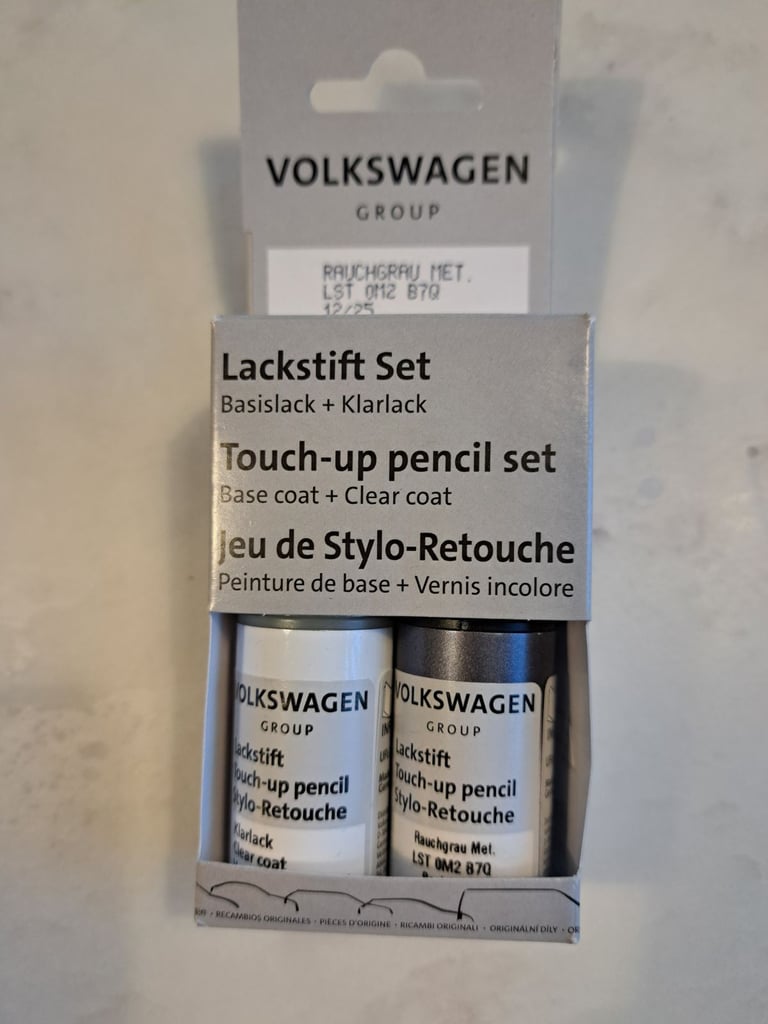 VOLKSWAGEN
GROUP
RAUCHGRAU MET.
LST 0M2 B7Q
12/25
Lackstift Set
Basislack + Klarlack
Touch-up pencil set
Base coat + Clear coat
Jeu de Stylo-Retouche
Peinture de base + Vernis incolore
VOLKSWAGEN
GROUP
Lackstift
Touch-up pencil
Stylo-Retouche
Klarlack
Clear coat
VOLKSWAGEN
GROUP
Lackstift
Touch-up pencil
Stylo-Retouche
Rauchgrau Met.
LST 0M2 B7Q
· RECAMBIOS ORIGINALES · PIÈCES D'ORIGINE · RICAMBI ORIGINALI · ORIGINÁLNÍ DÍLY · OR